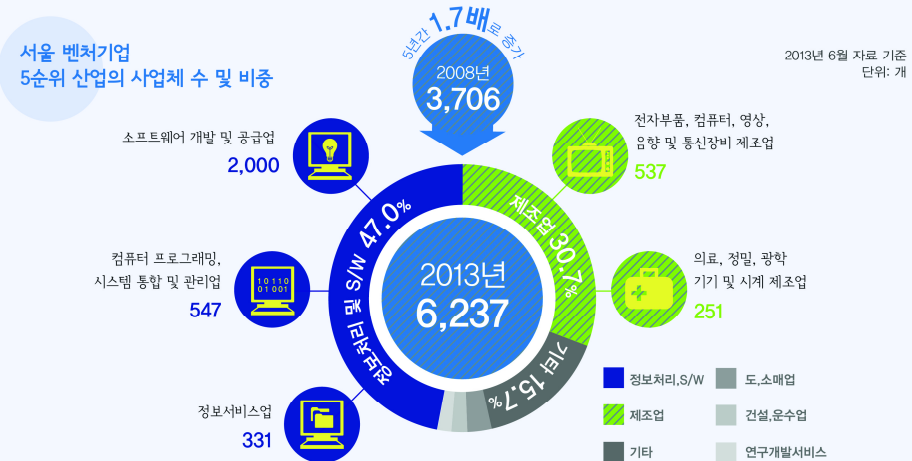 서울 벤처기업
5순위 산업의 사업체 수 및 비중
5년간 1.7배로 증가
2008년
3,706
2013년 6월 자료 기준
단위: 개
소프트웨어 개발 및 공급업
2,000
전자부품, 컴퓨터, 영상,
음향 및 통신장비 제조업
537
컴퓨터 프로그래밍,
시스템 통합 및 관리업
547
10110
01 001
의료, 정밀, 광학
기기 및 시계 제조업
251
정보서비스업
331
정보처리 및 S/W 47.0%
제조업 30.7%
기타 15.7%
2013년
6,237
정보처리,S/W
도,소매업
제조업
건설,운수업
기타
연구개발서비스